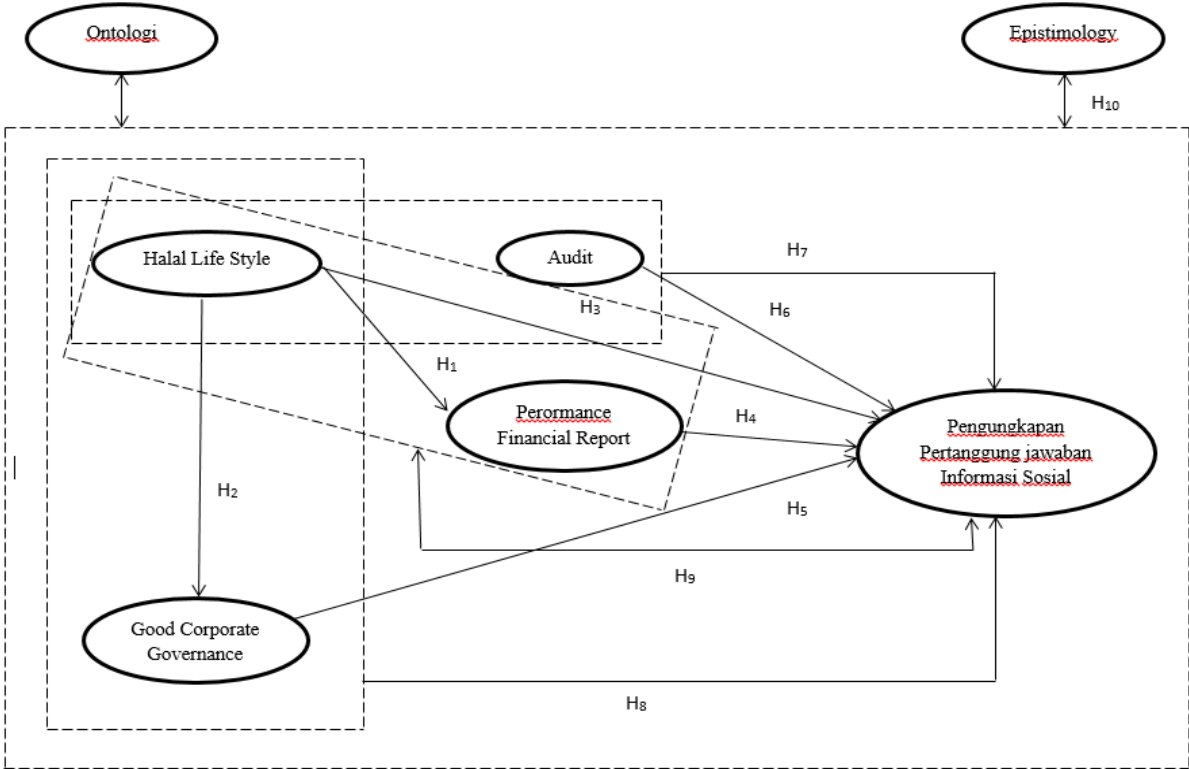 Ontologi
Epistimology
H10
Halal Life Style
Audit
H7
H3
H6
H1
Perormance
Financial Report
H4
Pengungkapan
Pertanggung jawaban
Informasi Sosial
H2
H5
H9
Good Corporate
Governance
H8